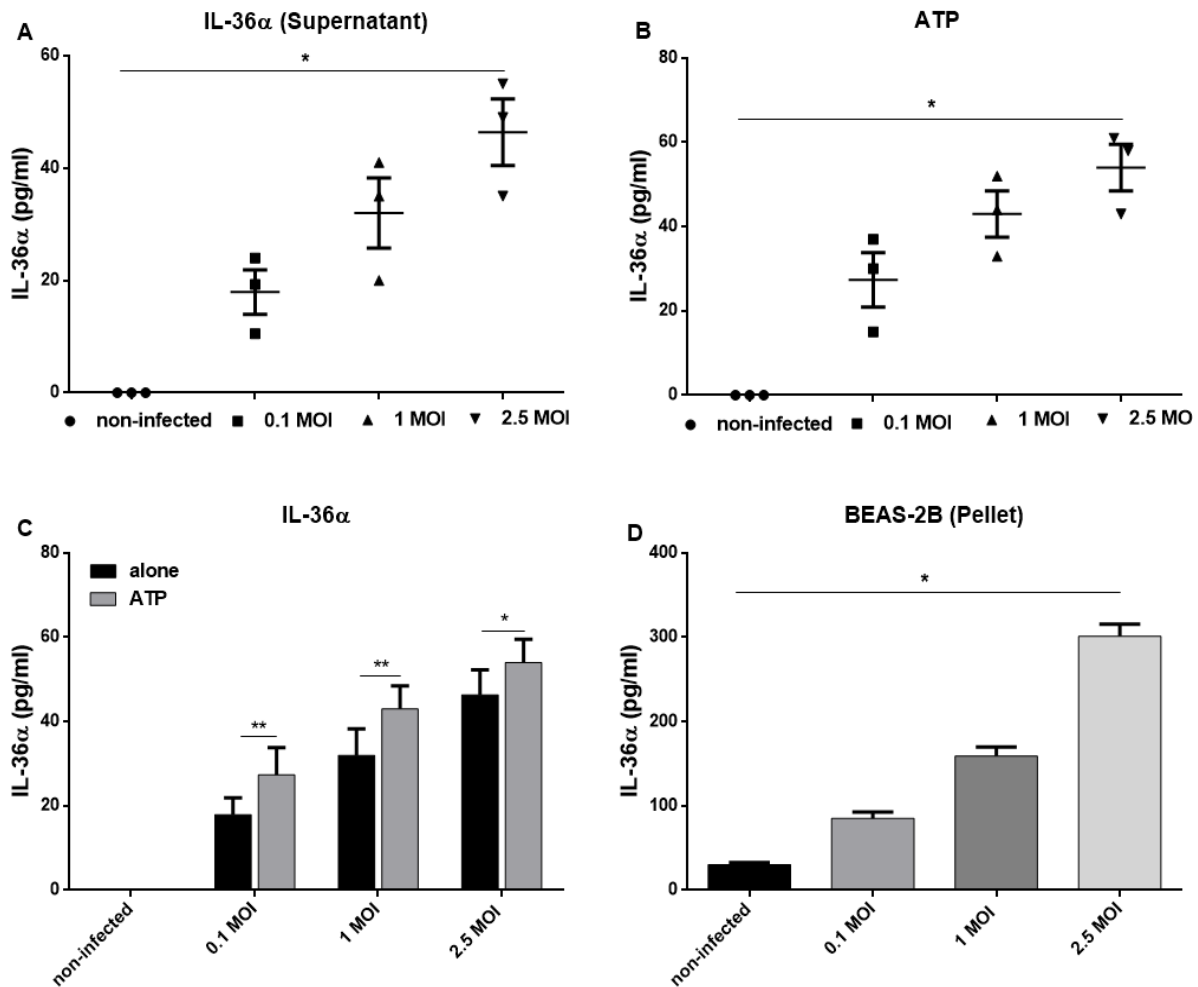 A
IL-36α (Supernatant)
IL-36α (pg/ml)
60
40
20
0
*
non-infected 0.1 MOI 1 MOI 2.5 MOI
B
ATP
IL-36α (pg/ml)
80
60
40
20
0
*
non-infected 0.1 MOI 1 MOI 2.5 MO
C
IL-36α
IL-36α (pg/ml)
80
60
40
20
0
alone
ATP
**
**
*
non-infected
0.1 MOI
1 MOI
2.5 MOI
D
BEAS-2B (Pellet)
IL-36α (pg/ml)
400
300
200
100
0
*
non-infected
0.1 MOI
1 MOI
2.5 MOI